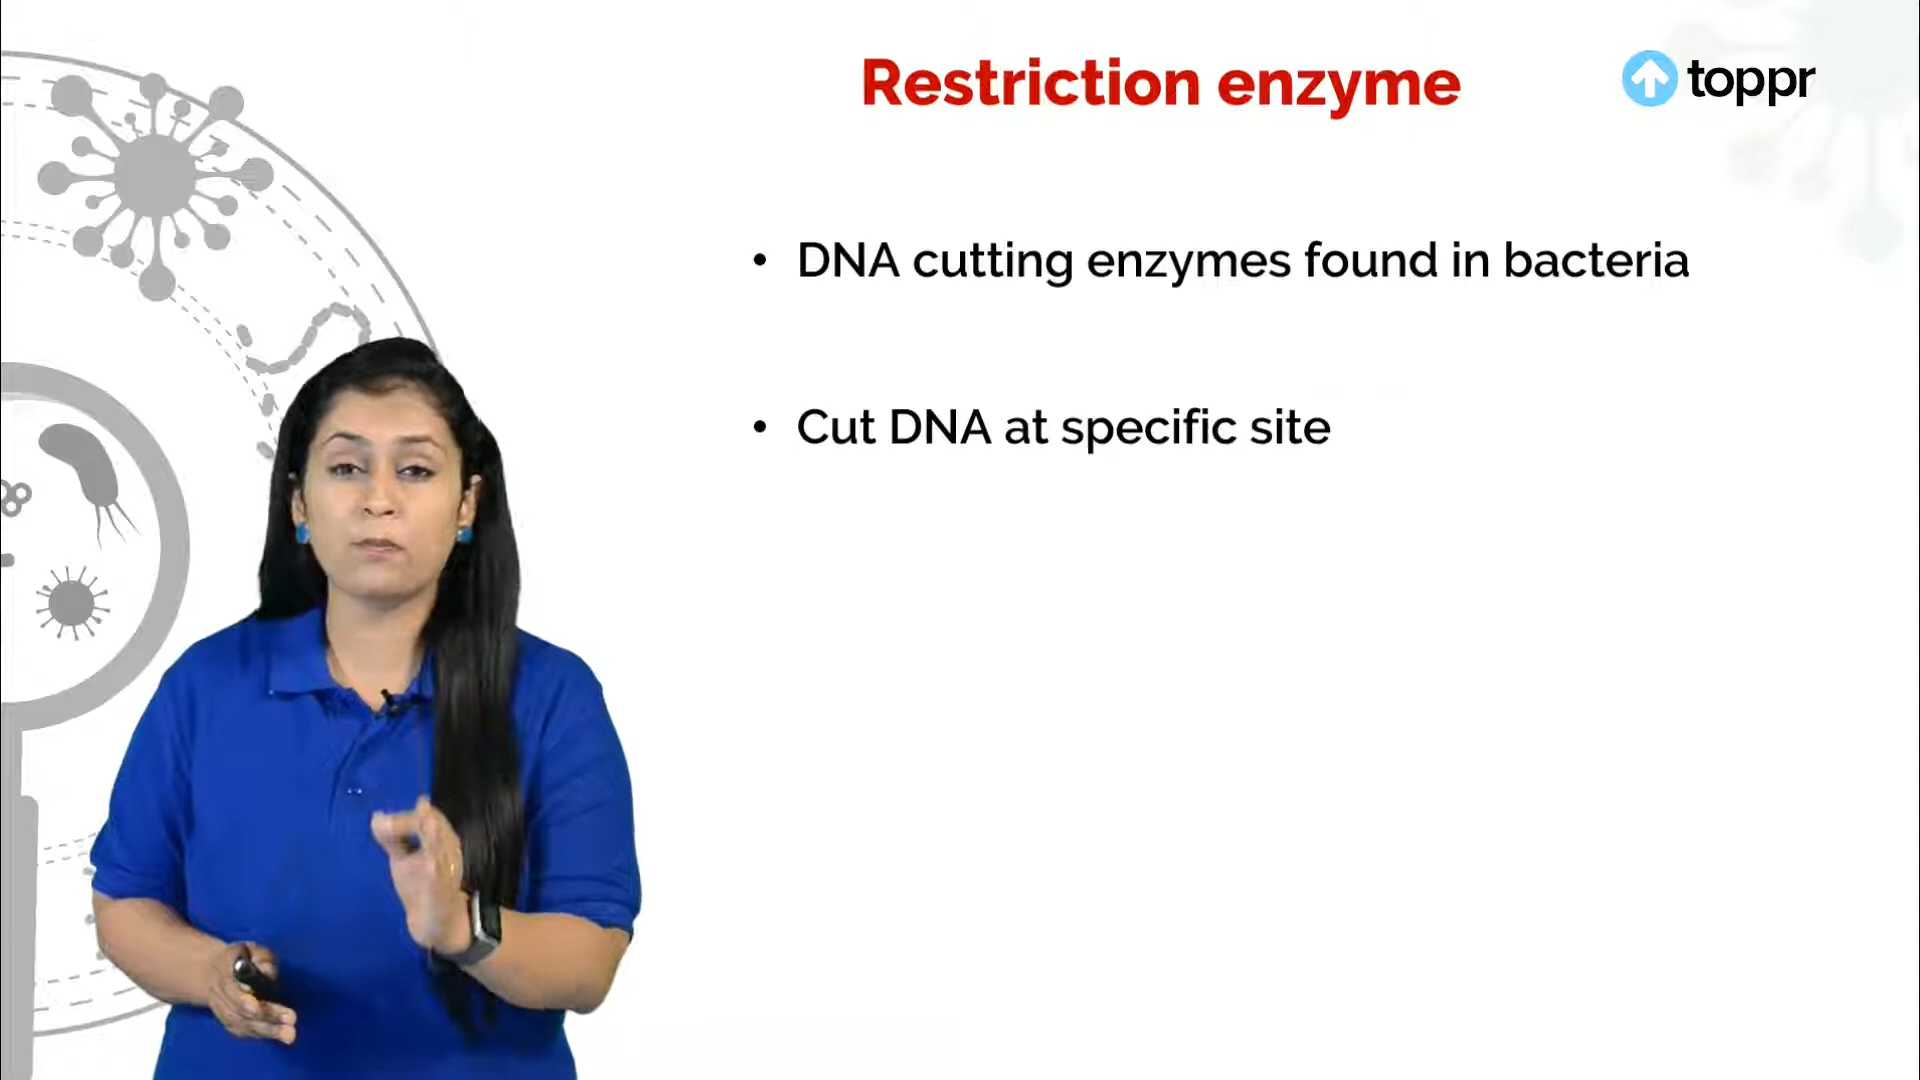 Restriction enzyme
toppr
• DNA cutting enzymes found in bacteria
• Cut DNA at specific site